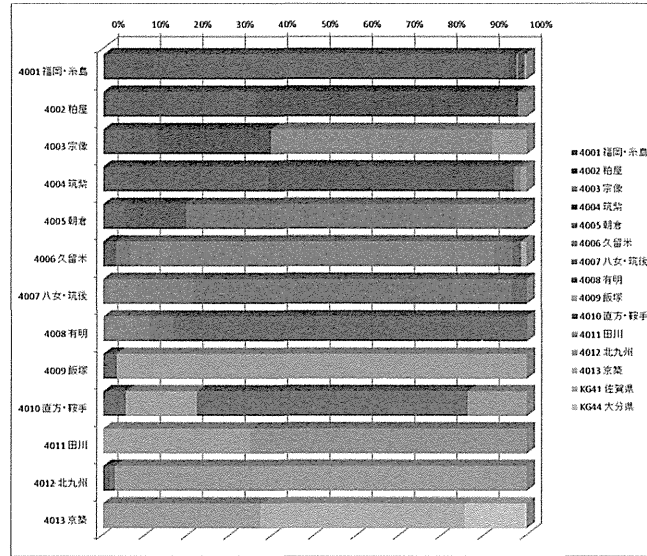 0% 10% 20% 30% 40% 50% 60% 70% 80% 90% 100%
4001 福岡・糸島
4002 粕屋
4003 宗像
4004 筑紫
4005 朝倉
4006 久留米
4007 八女・筑後
4008 有明
4009 飯塚
4010 直方・鞍手
4011 田川
4012 北九州
4013 京築
4001 福岡・糸島
4002 粕屋
4003 宗像
4004 筑紫
4005 朝倉
4006 久留米
4007 八女・筑後
4008 有明
4009 飯塚
4010 直方・鞍手
4011 田川
4012 北九州
4013 京築
KG41 佐賀県
KG44 大分県